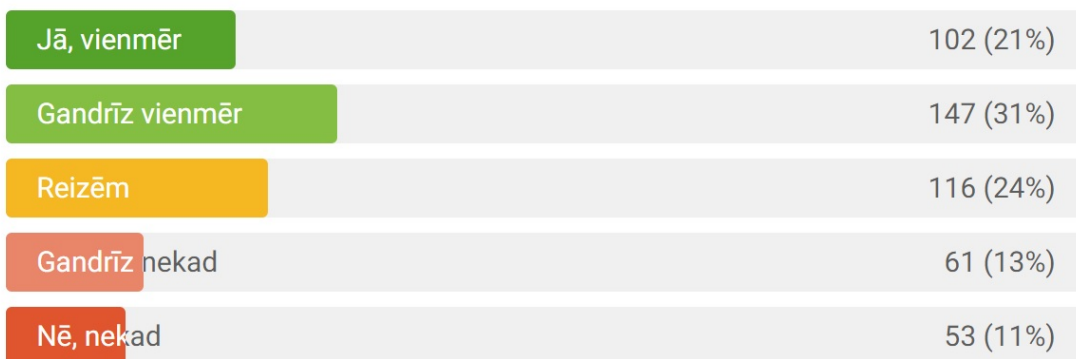 Jā, vienmēr 102 (21%)
Gandrīz vienmēr 147 (31%)
Reizēm 116 (24%)
Gandrīz nekad 61 (13%)
Nē, nekad 53 (11%)